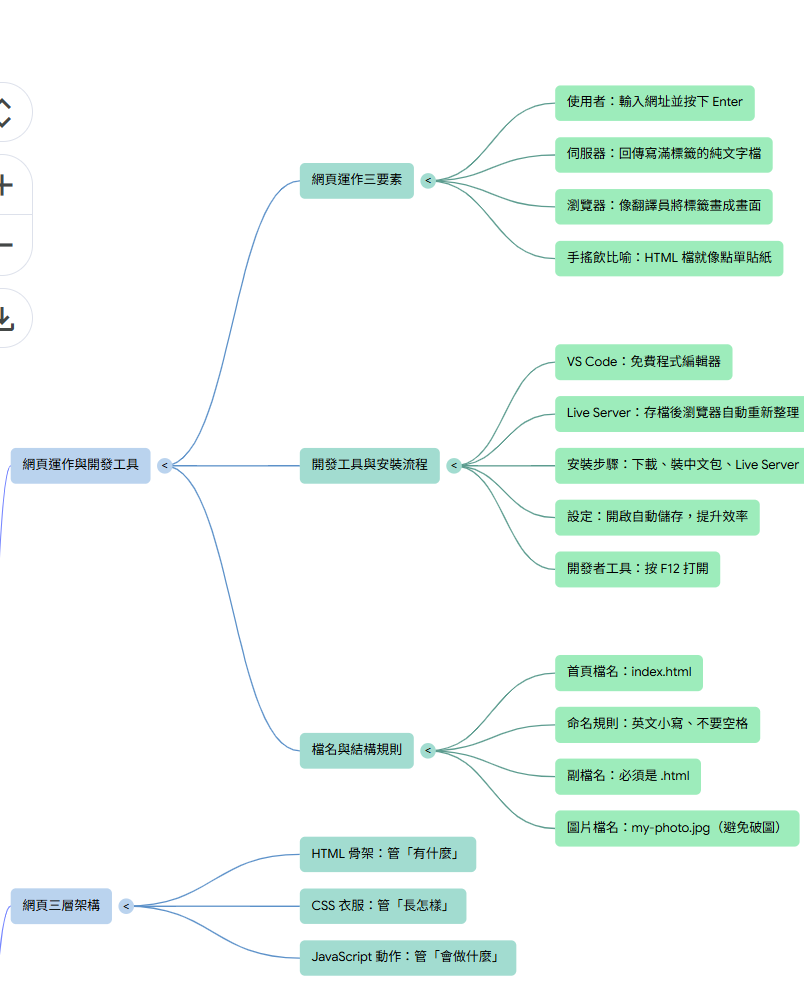 網頁運作與開發工具
<
網頁運作三要素
<
使用者：輸入網址並按下 Enter
伺服器：回傳寫滿標籤的純文字檔
瀏覽器：像翻譯員將標籤畫成畫面
手搖飲比喻：HTML 檔就像點單貼紙
開發工具與安裝流程
<
VS Code：免費程式編輯器
Live Server：存檔後瀏覽器自動重新整理
安裝步驟：下載、裝中文包、Live Server
設定：開啟自動儲存，提升效率
開發者工具：按 F12 打開
檔名與結構規則
<
首頁檔名：index.html
命名規則：英文小寫、不要空格
副檔名：必須是 .html
圖片檔名：my-photo.jpg（避免破圖）
網頁三層架構
<
HTML 骨架：管「有什麼」
CSS 衣服：管「長怎樣」
JavaScript 動作：管「會做什麼」